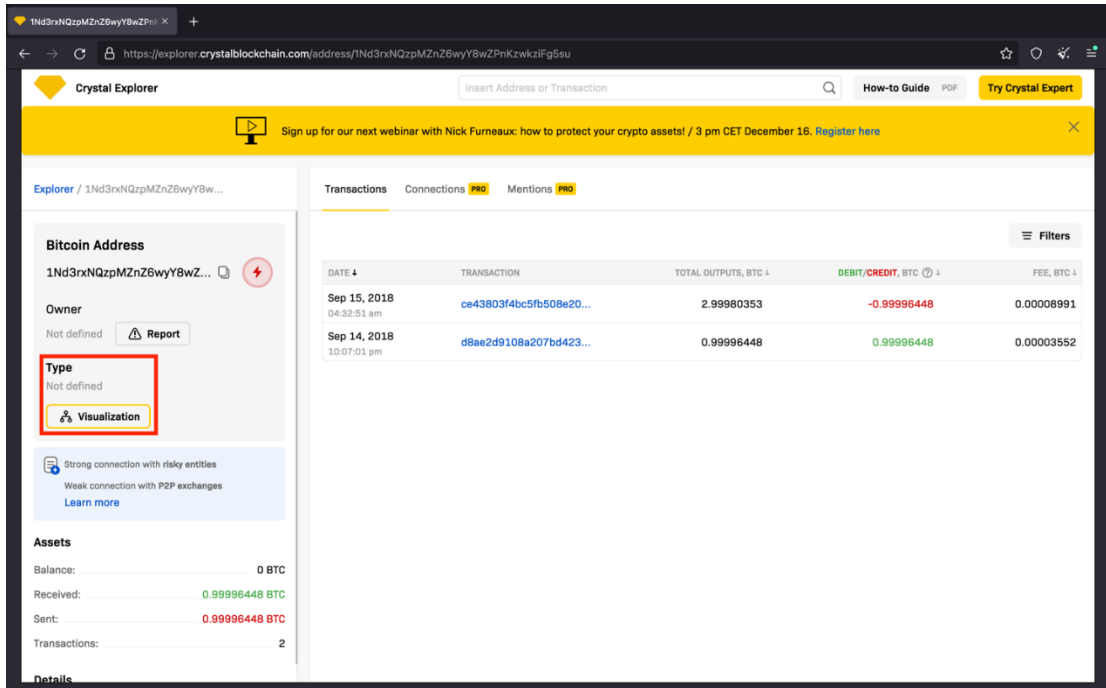 1Nd3rxNQzpMZnZ6wyY8wZPnK
https://explorer.crystalblockchain.com/address/1Nd3rxNQzpMZnZ6wyY8wZPnKzwkziFg5su
Crystal Explorer
Insert Address or Transaction
How-to Guide PDF
Try Crystal Expert
Sign up for our next webinar with Nick Furneaux: how to protect your crypto assets! / 3 pm CET December 16. Register here
Explorer / 1Nd3rxNQzpMZnZ6wyY8w...
Transactions Connections PRO Mentions PRO
Filters
Bitcoin Address
1Nd3rxNQzpMZnZ6wyY8wZ...
Owner
Not defined Report
Type
Not defined
Visualization
DATE TRANSACTION TOTAL OUTPUTS, BTC DEBIT/CREDIT, BTC FEE, BTC
Sep 15, 2018 ce43803f4bc5fb508e20... 2.99980353 -0.99996448 0.00008991
04:32:51 am
Sep 14, 2018 d8ae2d9108a207bd423... 0.99996448 0.99996448 0.00003552
10:07:01 pm
Strong connection with risky entities
Weak connection with P2P exchanges
Learn more
Assets
Balance: 0 BTC
Received: 0.99996448 BTC
Sent: 0.99996448 BTC
Transactions: 2
Details